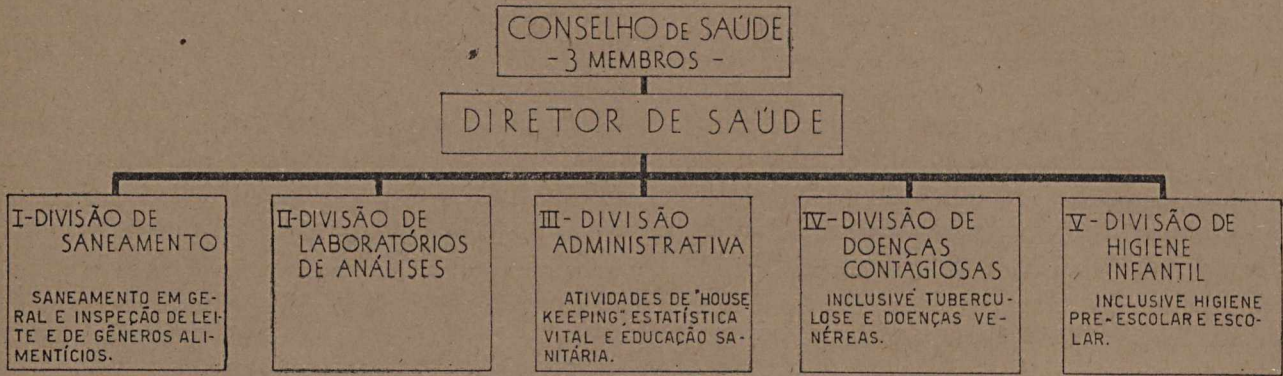 CONSELHO DE SAÚDE
- 3 MEMBROS -
DIRETOR DE SAÚDE
I-DIVISÃO DE
SANEAMENTO
SANEAMENTO EM GE-
RAL E INSPEÇÃO DE LEI-
TE E DE GÊNEROS ALI-
MENTÍCIOS.
II-DIVISÃO DE
LABORATÓRIOS
DE ANÁLISES
III- DIVISÃO
ADMINISTRATIVA
ATIVIDADES DE "HOUSE
KEEPING", ESTATÍSTICA
VITAL E EDUCAÇÃO SA-
NITÁRIA.
IV-DIVISÃO DE
DOENÇAS
CONTAGIOSAS
INCLUSIVE TUBERCU-
LOSE E DOENÇAS VE-
NÉREAS.
V- DIVISÃO DE
HIGIENE
INFANTIL
INCLUSIVE HIGIENE
PRE-ESCOLAR E ESCO-
LAR.